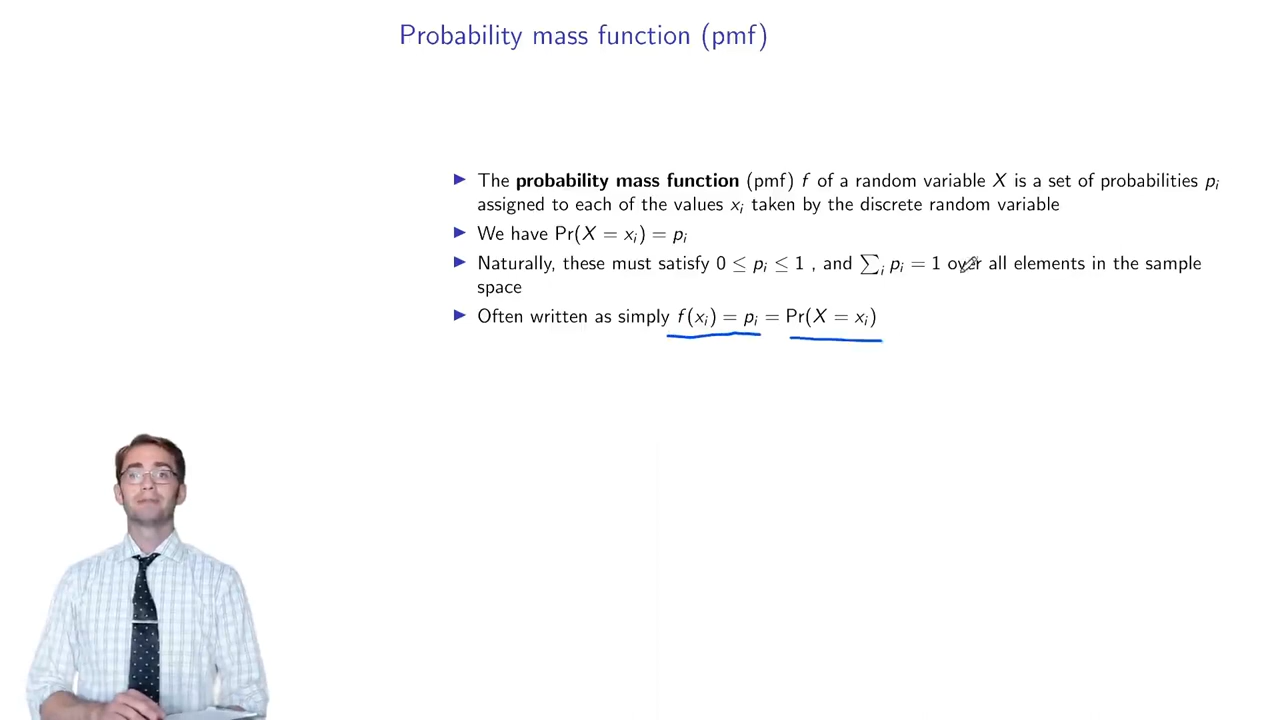 Probability mass function (pmf)
▶ The probability mass function (pmf) f of a random variable X is a set of probabilities pᵢ
assigned to each of the values xᵢ taken by the discrete random variable
▶ We have Pr(X = xᵢ) = pᵢ
▶ Naturally, these must satisfy 0 ≤ pᵢ ≤ 1 , and ∑ᵢ pᵢ = 1 over all elements in the sample
space
▶ Often written as simply f(xᵢ) = pᵢ = Pr(X = xᵢ)